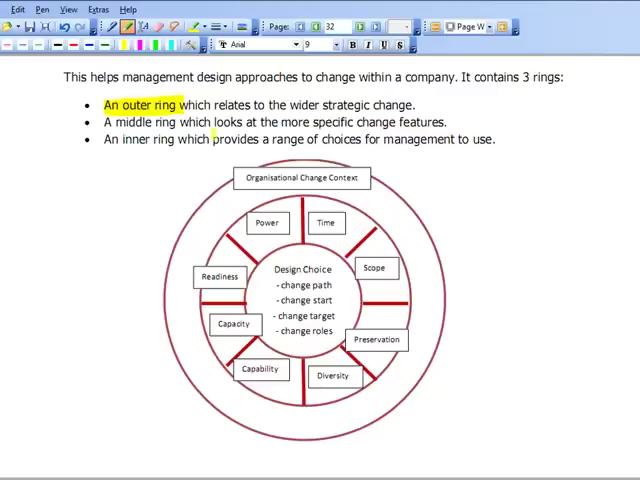 Edit Pen View Extras Help
Page: 32 Page W
Arial 9 B I U S
This helps management design approaches to change within a company. It contains 3 rings:
• An outer ring which relates to the wider strategic change.
• A middle ring which looks at the more specific change features.
• An inner ring which provides a range of choices for management to use.
Organisational Change Context
Power Time
Readiness Scope
Design Choice
- change path
- change start
- change target
- change roles
Capacity Preservation
Capability Diversity